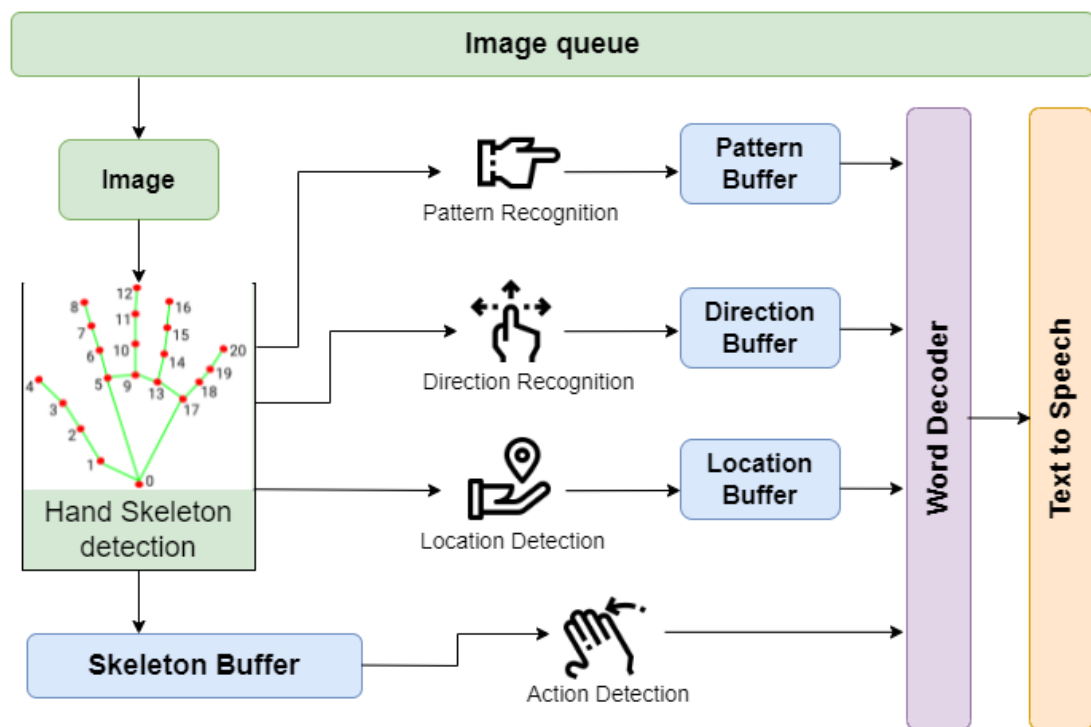 Image queue
Image
Pattern Recognition
Pattern
Buffer
12
8
16
11
7
15
10
6
14
20
19
5
9
13
18
4
17
3
2
1
0
Hand Skeleton
detection
Direction Recognition
Direction
Buffer
Location Detection
Location
Buffer
Skeleton Buffer
Action Detection
Word Decoder
Text to Speech